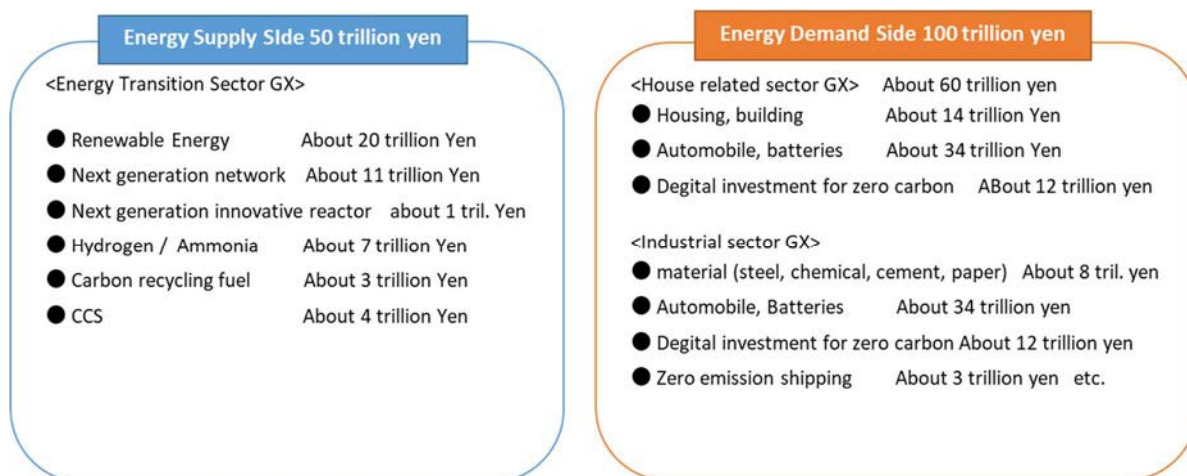 Energy Supply SIde 50 trillion yen
<Energy Transition Sector GX>
● Renewable Energy About 20 trillion Yen
● Next generation network About 11 trillion Yen
● Next generation innovative reactor about 1 tril. Yen
● Hydrogen / Ammonia About 7 trillion Yen
● Carbon recycling fuel About 3 trillion Yen
● CCS About 4 trillion Yen
Energy Demand Side 100 trillion yen
<House related sector GX> About 60 trillion yen
● Housing, building About 14 trillion Yen
● Automobile, batteries About 34 trillion Yen
● Degital investment for zero carbon ABout 12 trillion yen
<Industrial sector GX>
● material (steel, chemical, cement, paper) About 8 tril. yen
● Automobile, Batteries About 34 trillion yen
● Degital investment for zero carbon About 12 trillion yen
● Zero emission shipping About 3 trillion yen etc.